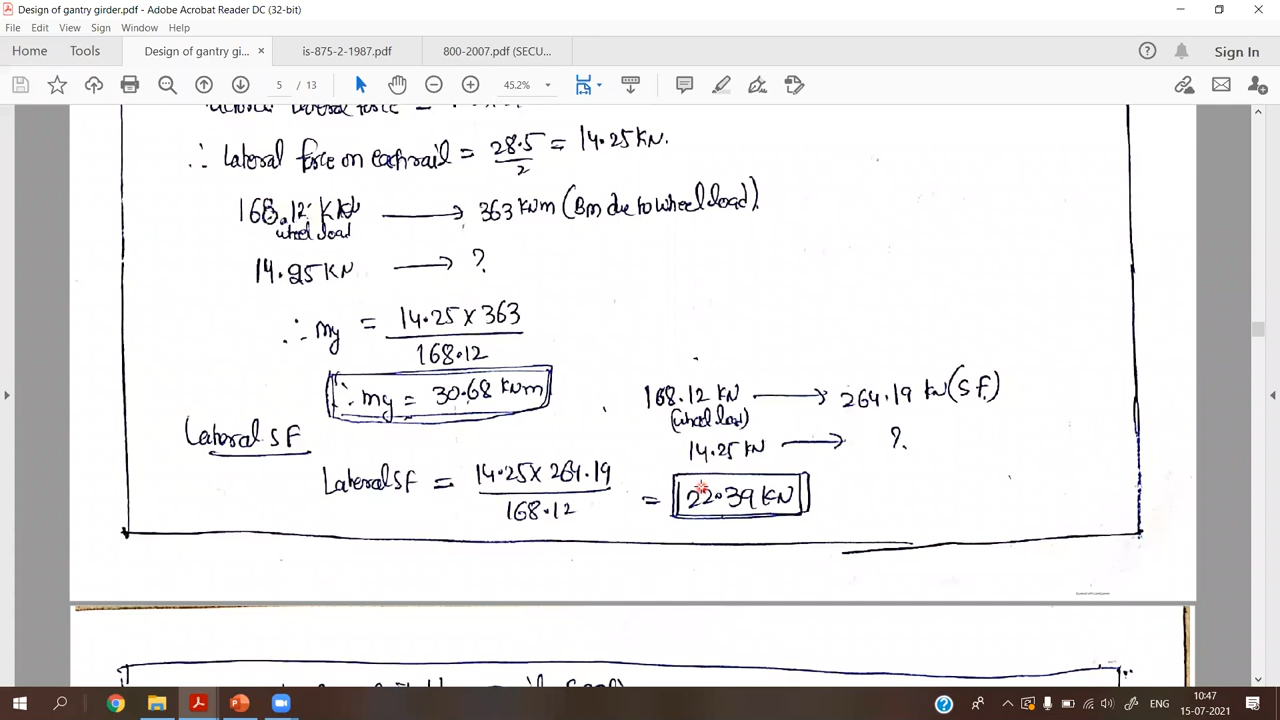 Design of gantry girder.pdf - Adobe Acrobat Reader DC (32-bit)
File Edit View Sign Window Help
Home Tools Design of gantry gi... × is-875-2-1987.pdf 800-2007.pdf (SECU... Sign In
5 / 13 45.2%
∴ lateral force on each rail = 28.5/2 = 14.25 KN.
168.12 KN → 363 KNm (Bm due to wheel load)
wheel load
14.25 KN → ?
∴ my = 14.25 x 363 / 168.12
∴ my = 30.68 KNm
168.12 KN → 264.19 KN (S F.)
(wheel load)
14.25 KN → ?
Lateral SF
Lateral SF = 14.25 x 264.19 / 168.12 = 22.39 KN
ENG 10:47
15-07-2021